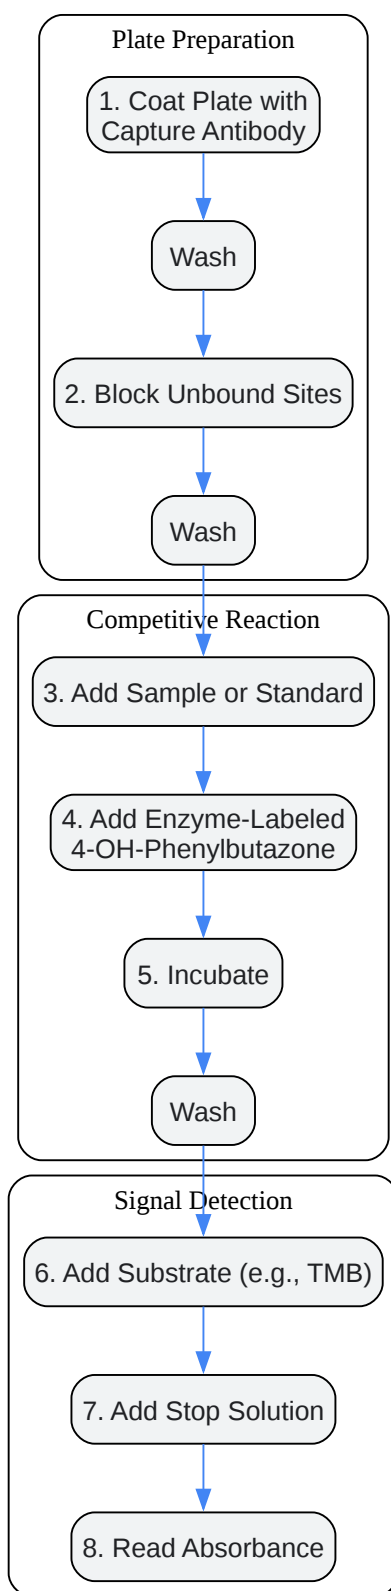 Plate Preparation
1. Coat Plate with
Capture Antibody
Wash
2. Block Unbound Sites
Wash
Competitive Reaction
3. Add Sample or Standard
4. Add Enzyme-Labeled
4-OH-Phenylbutazone
5. Incubate
Wash
Signal Detection
6. Add Substrate (e.g., TMB)
7. Add Stop Solution
8. Read Absorbance